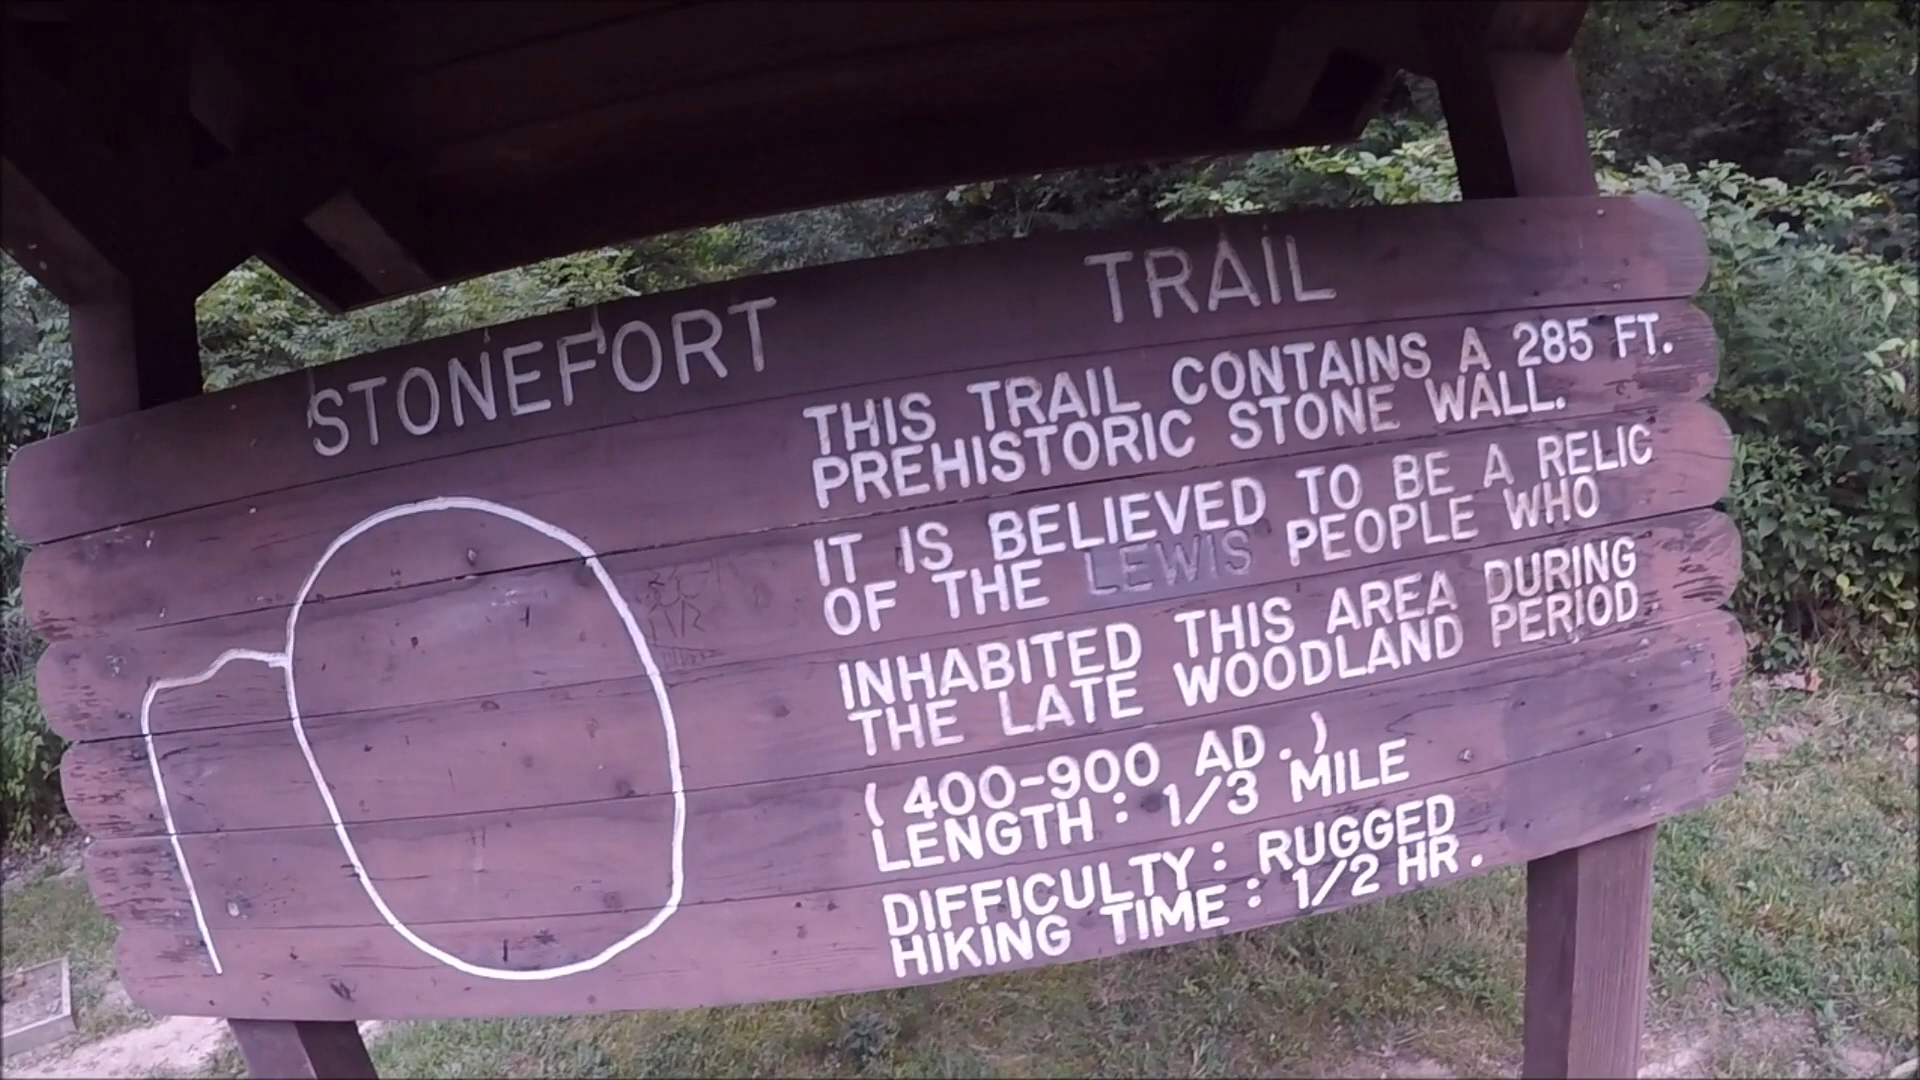 STONEFORT TRAIL
THIS TRAIL CONTAINS A 285 FT.
PREHISTORIC STONE WALL.
IT IS BELIEVED TO BE A RELIC
OF THE LEWIS PEOPLE WHO
INHABITED THIS AREA DURING
THE LATE WOODLAND PERIOD.
(400-900 AD.)
LENGTH: 1/3 MILE
DIFFICULTY: RUGGED
HIKING TIME: 1/2 HR.